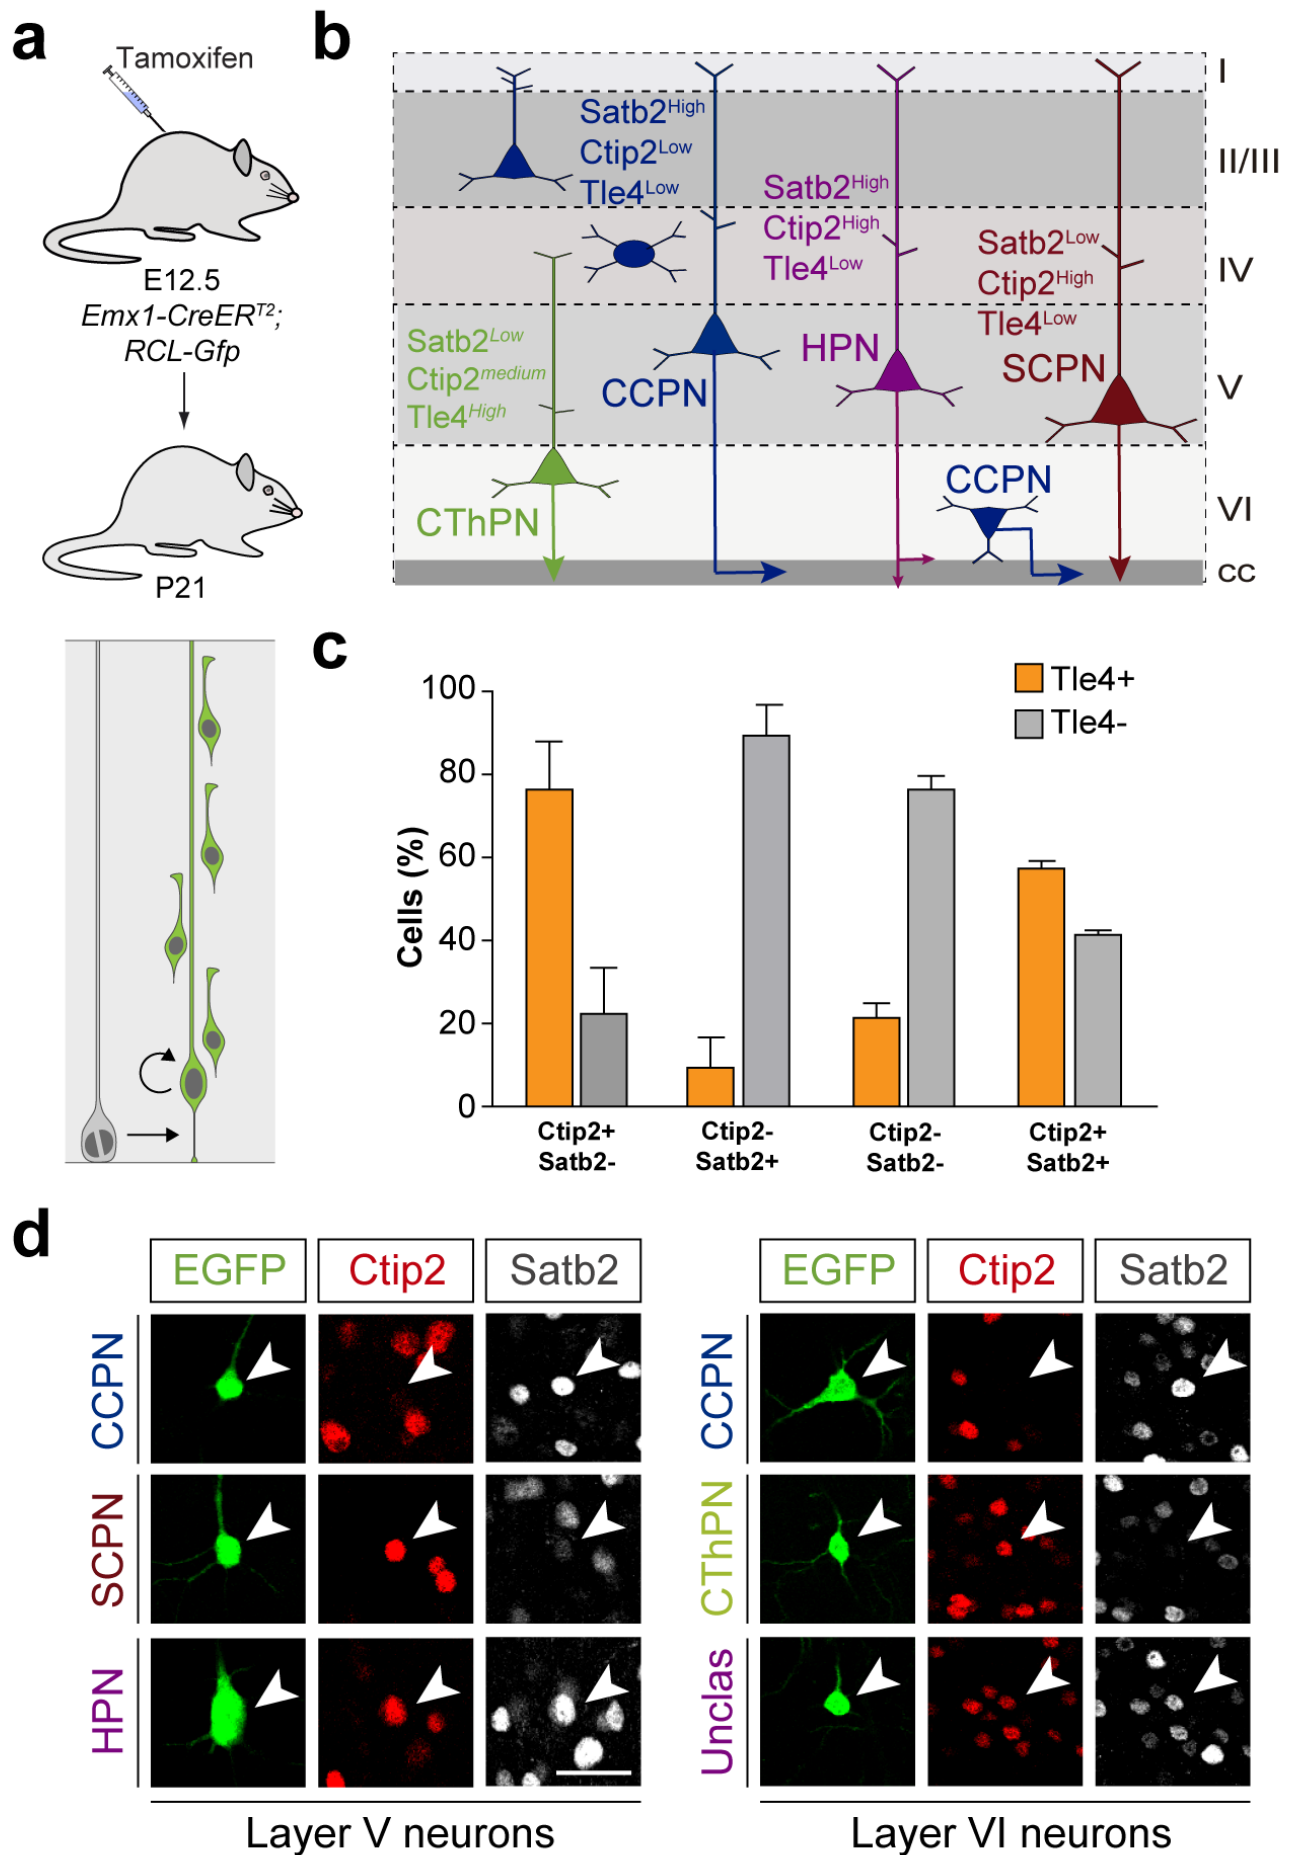 a
Tamoxifen
E12.5
Emx1-CreERT2;
RCL-Gfp
P21
b
I
II/III
IV
V
VI
cc
Satb2High
Ctip2Low
Tle4Low
Satb2High
Ctip2High
Tle4Low
Satb2Low
Ctip2High
Tle4Low
Satb2Low
Ctip2medium
Tle4High
CCPN
HPN
SCPN
CThPN
CCPN
c
Tle4+
Tle4-
Cells (%)
100
80
60
40
20
0
Ctip2+
Satb2-
Ctip2-
Satb2+
Ctip2-
Satb2-
Ctip2+
Satb2+
d
EGFP Ctip2 Satb2
CCPN
SCPN
HPN
Layer V neurons
EGFP Ctip2 Satb2
CCPN
CThPN
Unclas
Layer VI neurons